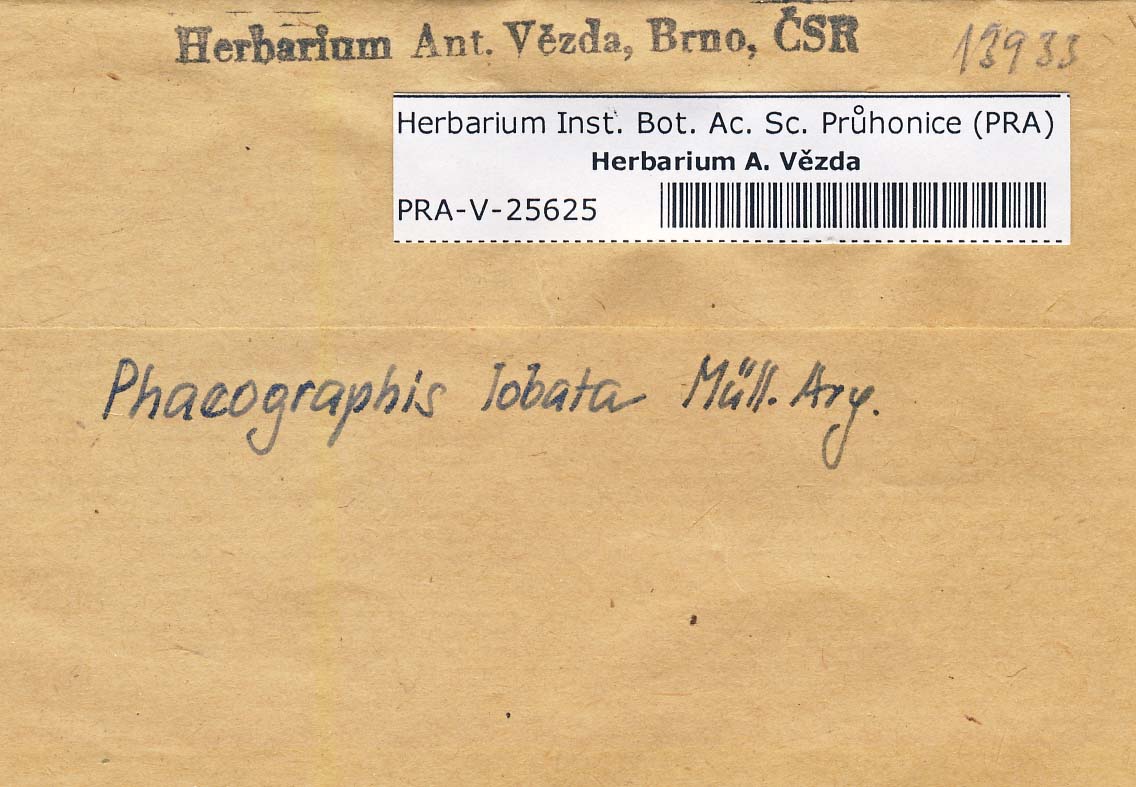 Herbarium Ant. Vězda, Brno, ČSR
13933
Herbarium Inst. Bot. Ac. Sc. Průhonice (PRA)
Herbarium A. Vězda
PRA-V-25625
Phaeographis lobata Müll. Arg.